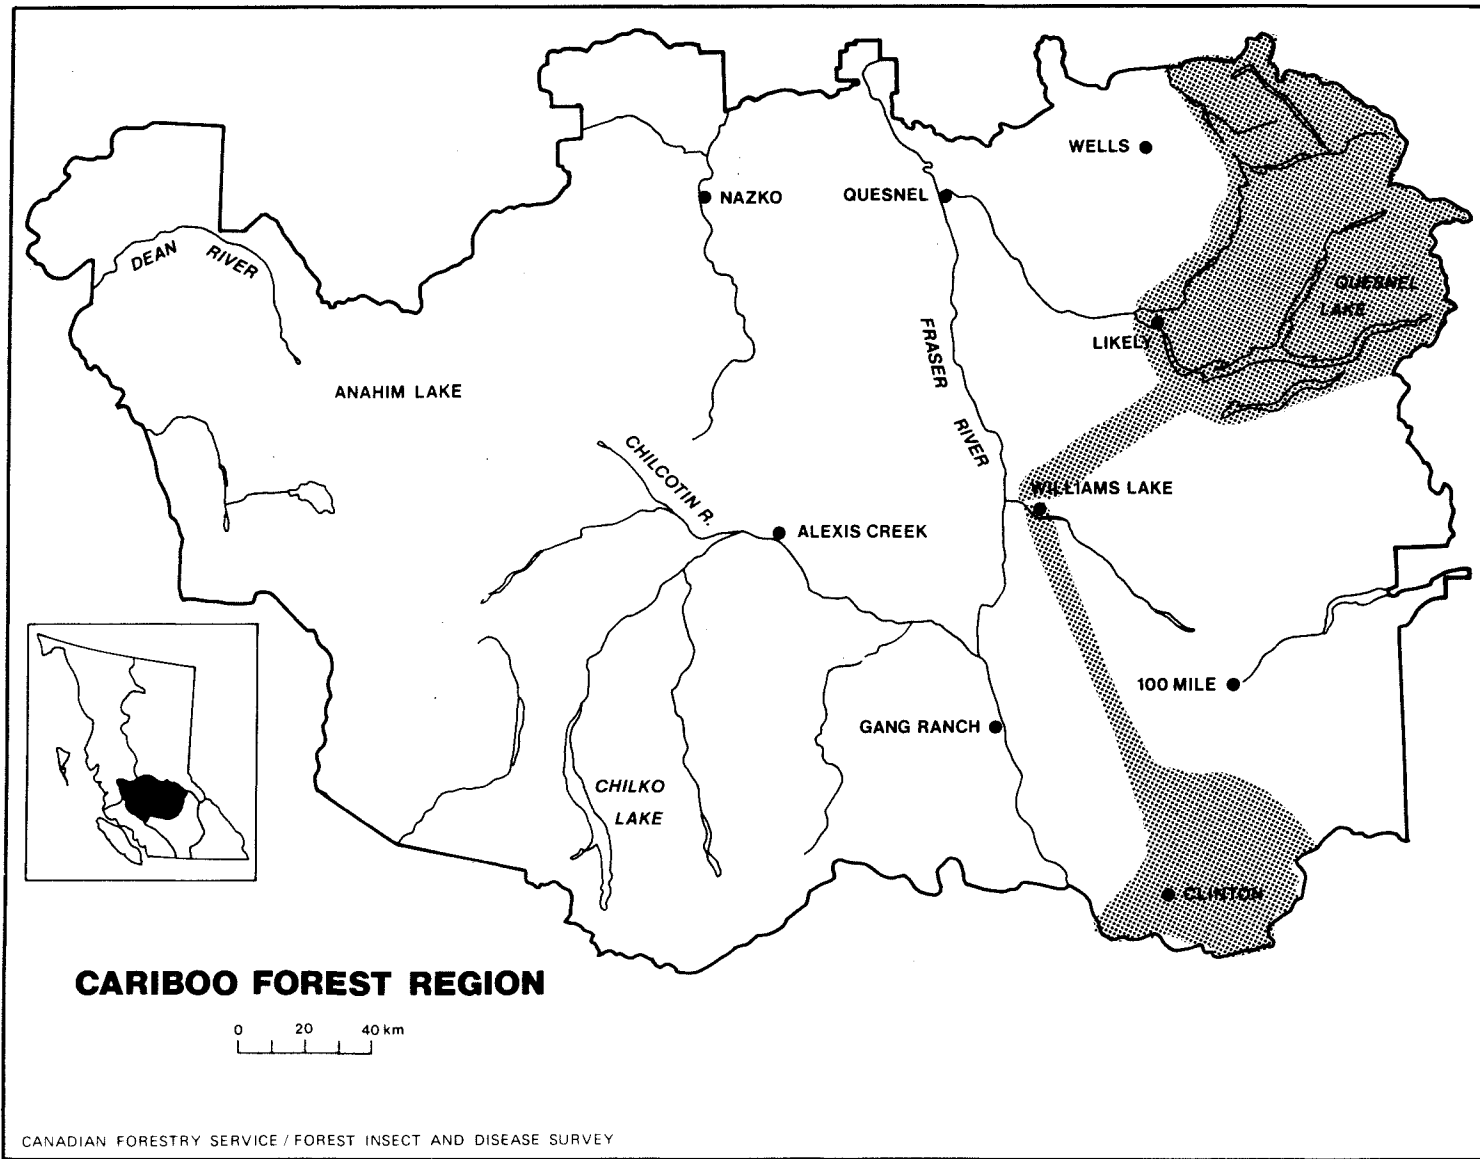 WELLS
NAZKO
QUESNEL
DEAN RIVER
QUESNEL
LAKE
FRASER RIVER
LIKELY
ANAHIM LAKE
CHILCOTIN R.
WILLIAMS LAKE
ALEXIS CREEK
100 MILE
GANG RANCH
CHILKO
LAKE
CLINTON
CARIBOO FOREST REGION
0 20 40 km
CANADIAN FORESTRY SERVICE / FOREST INSECT AND DISEASE SURVEY